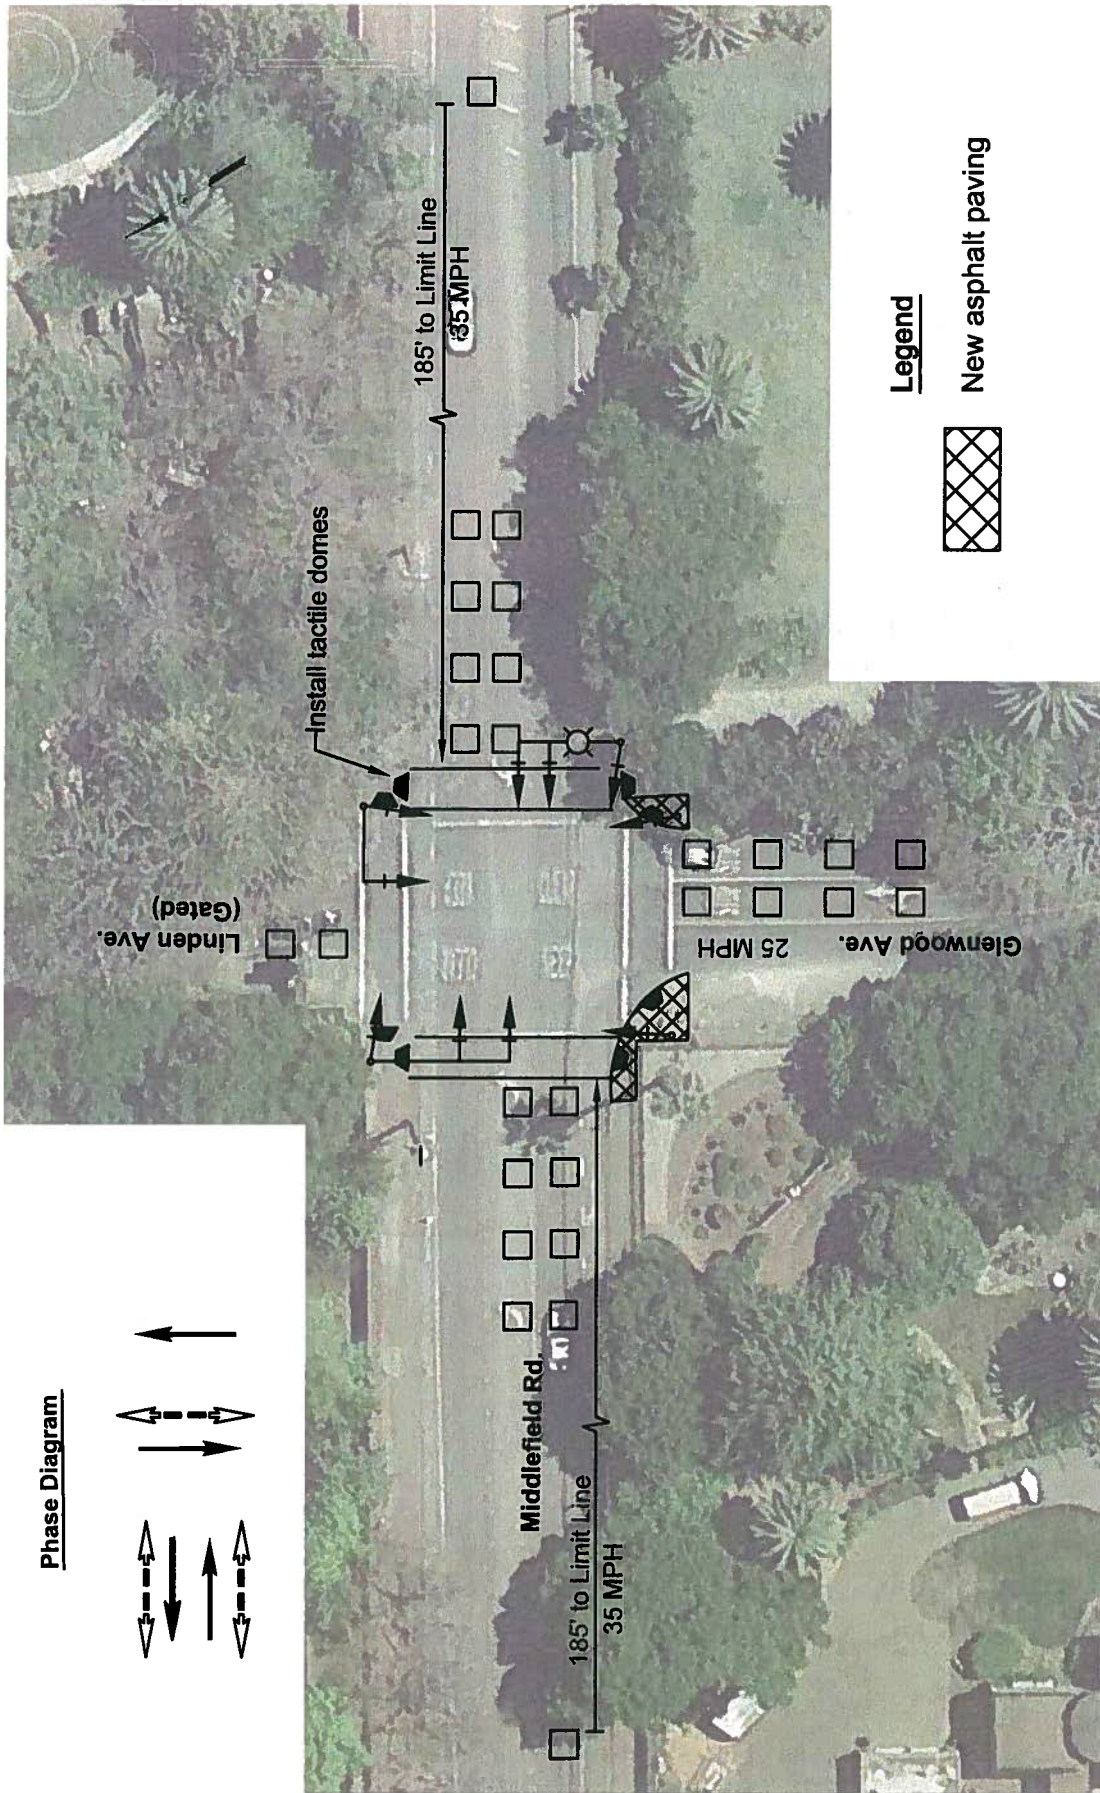 Phase Diagram
Linden Ave.
(Gated)
Install tactile domes
185' to Limit Line
35 MPH
Middlefield Rd.
185' to Limit Line
35 MPH
25 MPH
Glenwood Ave.
Legend
New asphalt paving